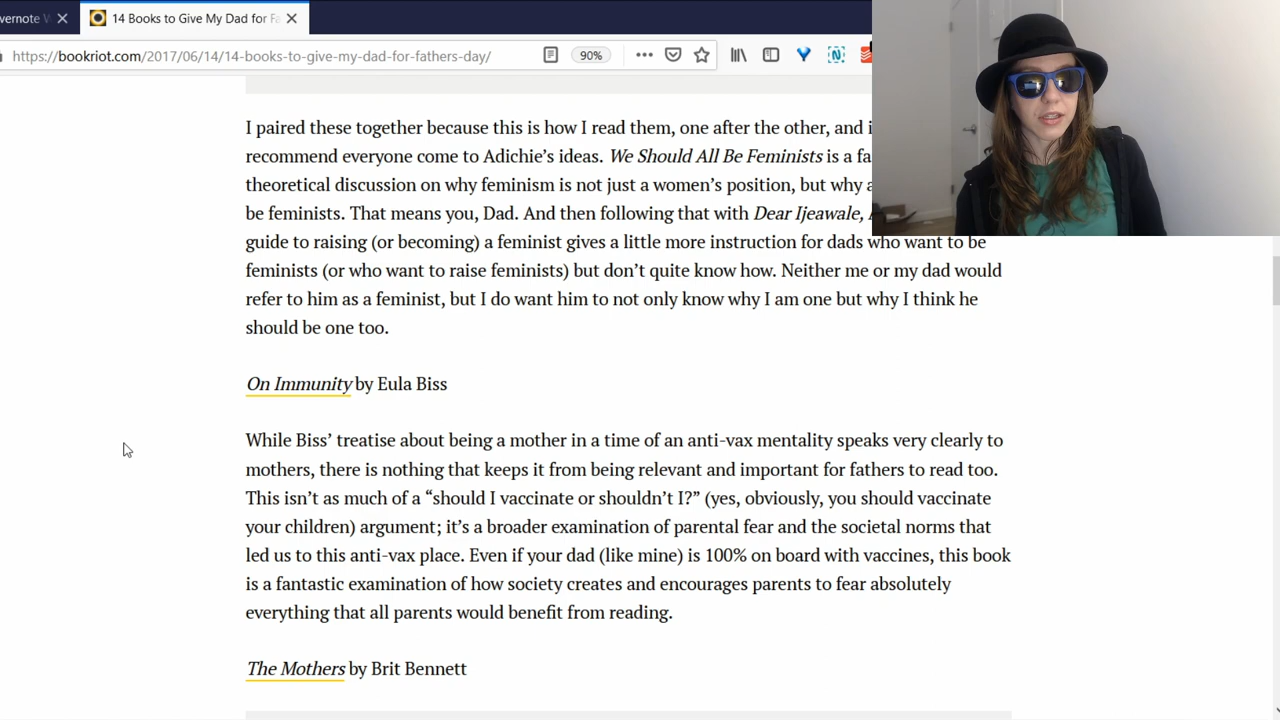 vernote W
14 Books to Give My Dad for Fa
https://bookriot.com/2017/06/14/14-books-to-give-my-dad-for-fathers-day/
90%
I paired these together because this is how I read them, one after the other, and i
recommend everyone come to Adichie’s ideas. We Should All Be Feminists is a fa
theoretical discussion on why feminism is not just a women’s position, but why a
be feminists. That means you, Dad. And then following that with Dear Ijeawale,
guide to raising (or becoming) a feminist gives a little more instruction for dads who want to be
feminists (or who want to raise feminists) but don’t quite know how. Neither me or my dad would
refer to him as a feminist, but I do want him to not only know why I am one but why I think he
should be one too.
On Immunity by Eula Biss
While Biss’ treatise about being a mother in a time of an anti-vax mentality speaks very clearly to
mothers, there is nothing that keeps it from being relevant and important for fathers to read too.
This isn’t as much of a “should I vaccinate or shouldn’t I?” (yes, obviously, you should vaccinate
your children) argument; it’s a broader examination of parental fear and the societal norms that
led us to this anti-vax place. Even if your dad (like mine) is 100% on board with vaccines, this book
is a fantastic examination of how society creates and encourages parents to fear absolutely
everything that all parents would benefit from reading.
The Mothers by Brit Bennett